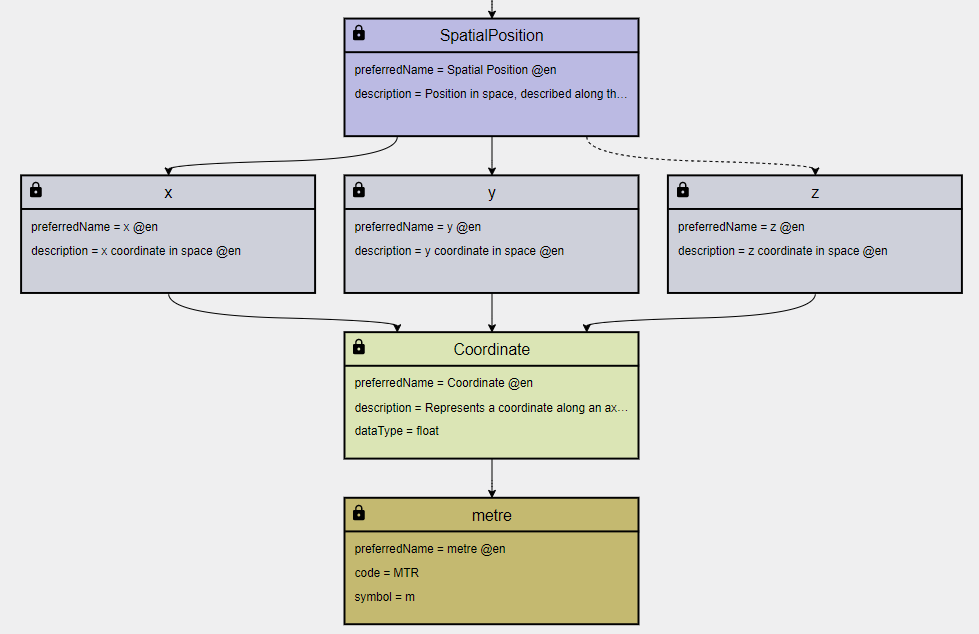 SpatialPosition
preferredName = Spatial Position @en
description = Position in space, described along th...
x
preferredName = x @en
description = x coordinate in space @en
y
preferredName = y @en
description = y coordinate in space @en
z
preferredName = z @en
description = z coordinate in space @en
Coordinate
preferredName = Coordinate @en
description = Represents a coordinate along an ax...
dataType = float
metre
preferredName = metre @en
code = MTR
symbol = m